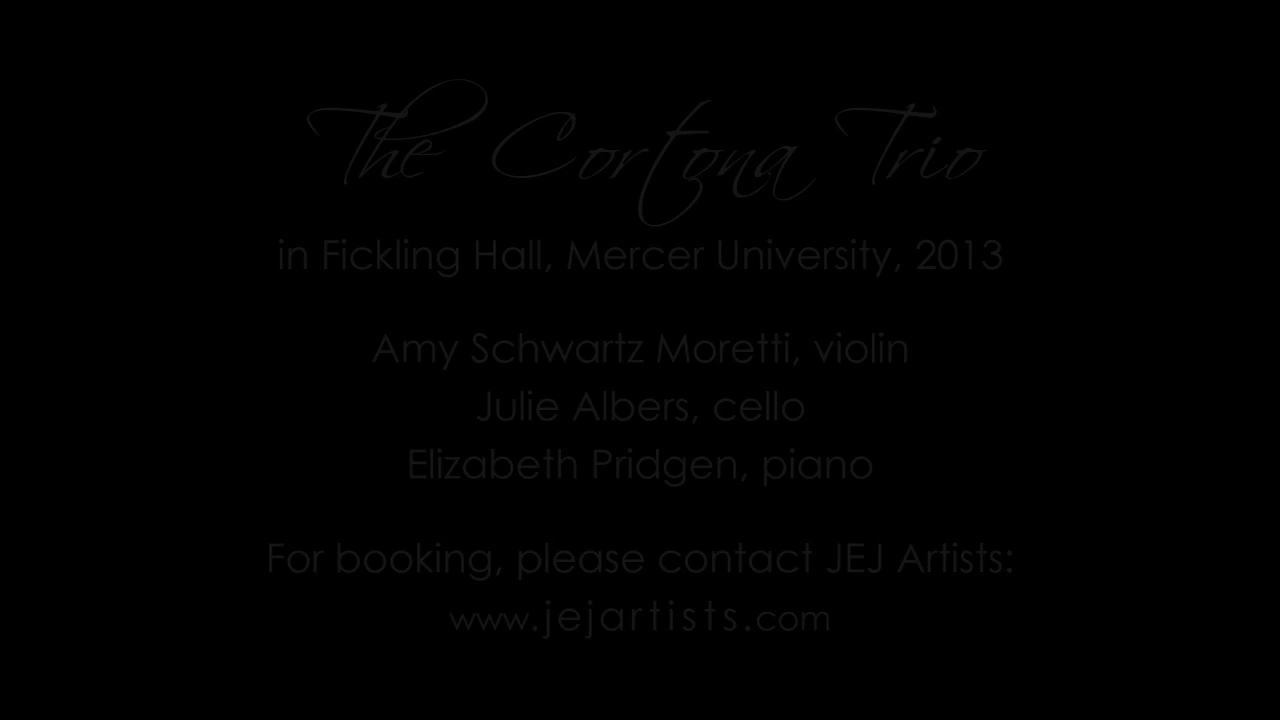 The Cortona Trio
in Fickling Hall, Mercer University, 2013
Amy Schwartz Moretti, violin
Julie Albers, cello
Elizabeth Pridgen, piano
For booking, please contact JEJ Artists:
www.jejartists.com